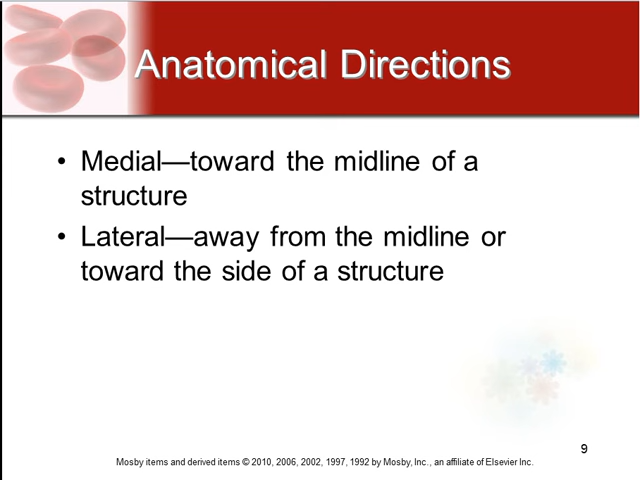 Anatomical Directions
• Medial—toward the midline of a
structure
• Lateral—away from the midline or
toward the side of a structure
9
Mosby items and derived items © 2010, 2006, 2002, 1997, 1992 by Mosby, Inc., an affiliate of Elsevier Inc.